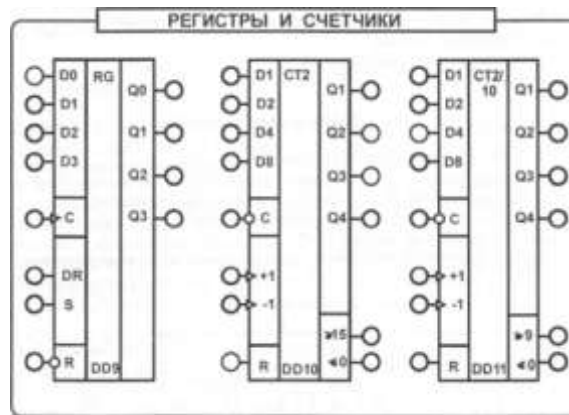 РЕГИСТРЫ И СЧЕТЧИКИ
D0 RG Q0
D1 Q1
D2 Q2
D3 Q3
C
DR
S
R DD9
D1 CT2 Q1
D2 Q2
D4 Q3
D8 Q4
C
+1
-1
15
R DD10 0
D1 CT2/10 Q1
D2 Q2
D4 Q3
D8 Q4
C
+1
-1
9
R DD11 0